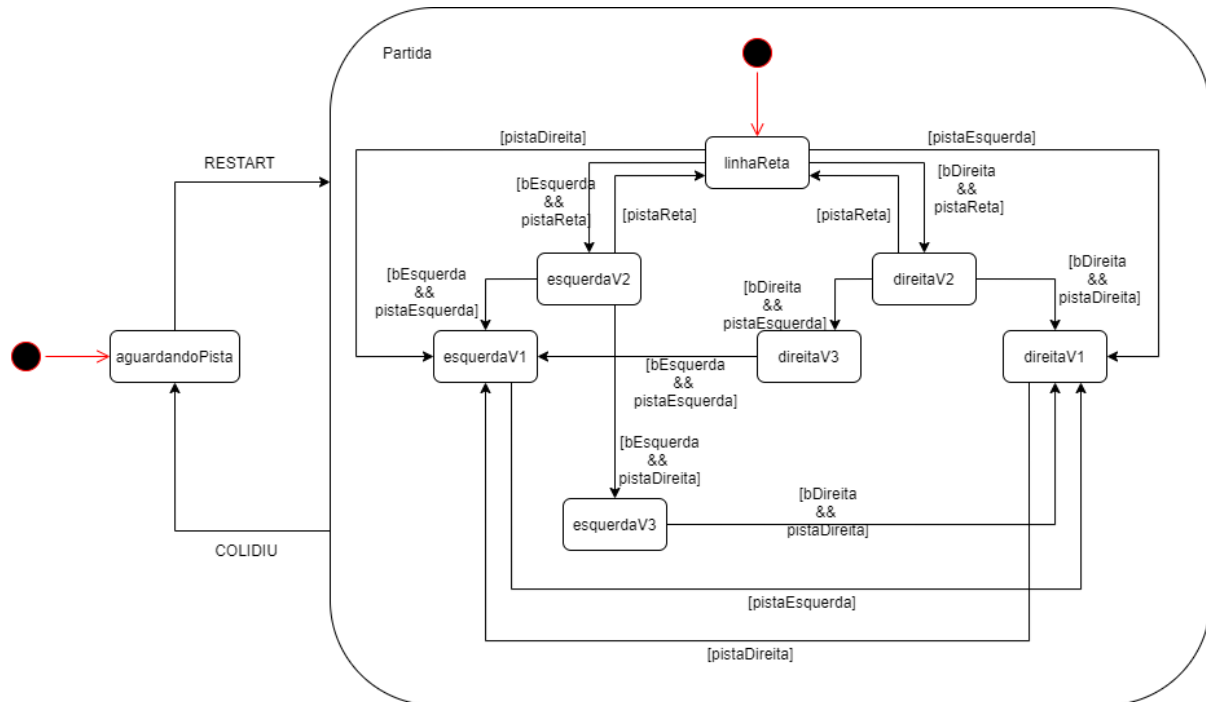 Partida
[pistaDireita]
[pistaEsquerda]
linhaReta
RESTART
[bEsquerda
&&
pistaReta]
[pistaReta]
[pistaReta]
[bDireita
&&
pistaReta]
esquerdaV2
direitaV2
[bEsquerda
&&
pistaEsquerda]
[bDireita
&&
pistaEsquerda]
[bDireita
&&
pistaDireita]
aguardandoPista
esquerdaV1
direitaV3
direitaV1
[bEsquerda
&&
pistaEsquerda]
[bEsquerda
&&
pistaDireita]
esquerdaV3
[bDireita
&&
pistaDireita]
COLIDIU
[pistaEsquerda]
[pistaDireita]